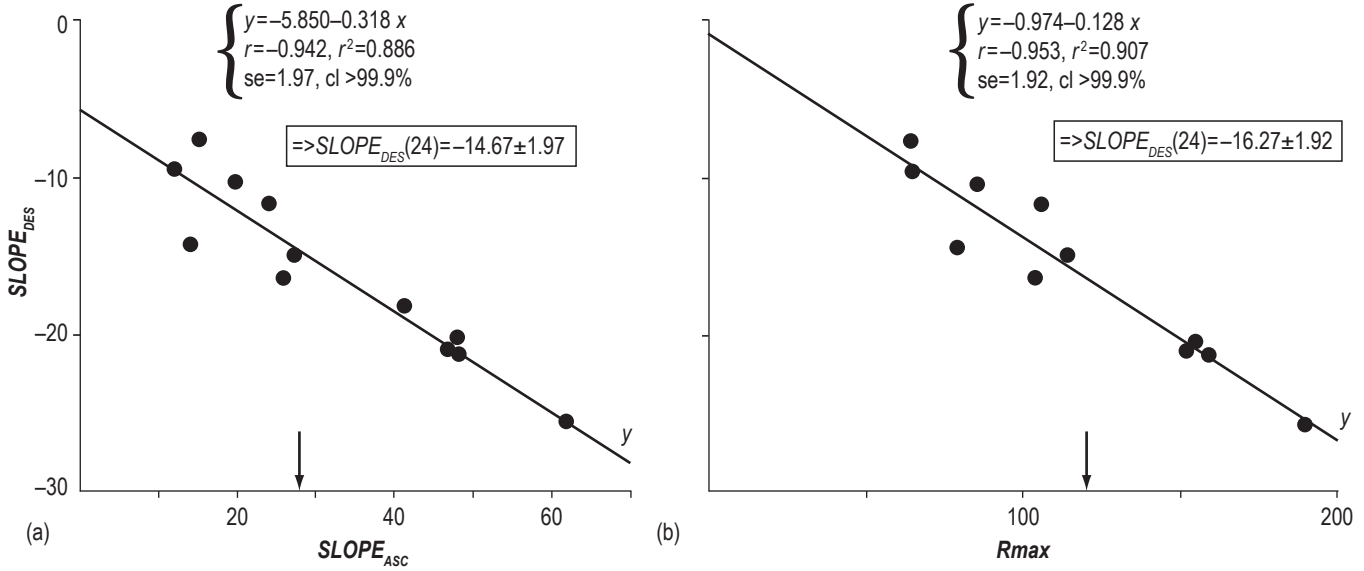 y=–5.850–0.318 x
r=–0.942, r²=0.886
se=1.97, cl >99.9%
=>SLOPE_DES(24)=–14.67±1.97
0
–10
–20
–30
SLOPE_DES
y
20
40
60
(a)
SLOPE_ASC
y=–0.974–0.128 x
r=–0.953, r²=0.907
se=1.92, cl >99.9%
=>SLOPE_DES(24)=–16.27±1.92
y
100
200
(b)
Rmax